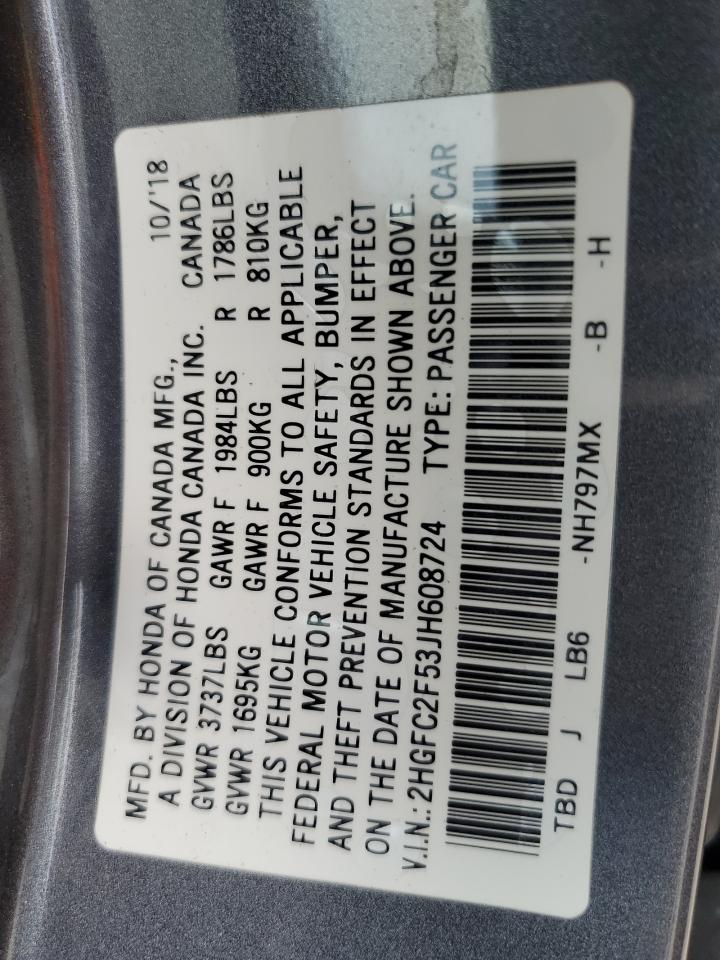 MFD. BY HONDA OF CANADA MFG., 10/'18
A DIVISION OF HONDA CANADA INC. CANADA
GVWR 3737LBS GAWR F 1984LBS R 1786LBS
GVWR 1695KG GAWR F 900KG R 810KG
THIS VEHICLE CONFORMS TO ALL APPLICABLE
FEDERAL MOTOR VEHICLE SAFETY, BUMPER,
AND THEFT PREVENTION STANDARDS IN EFFECT
ON THE DATE OF MANUFACTURE SHOWN ABOVE.
V.I.N.: 2HGFC2F53JH608724 TYPE: PASSENGER CAR
TBD J LB6 -NH797MX -B -H